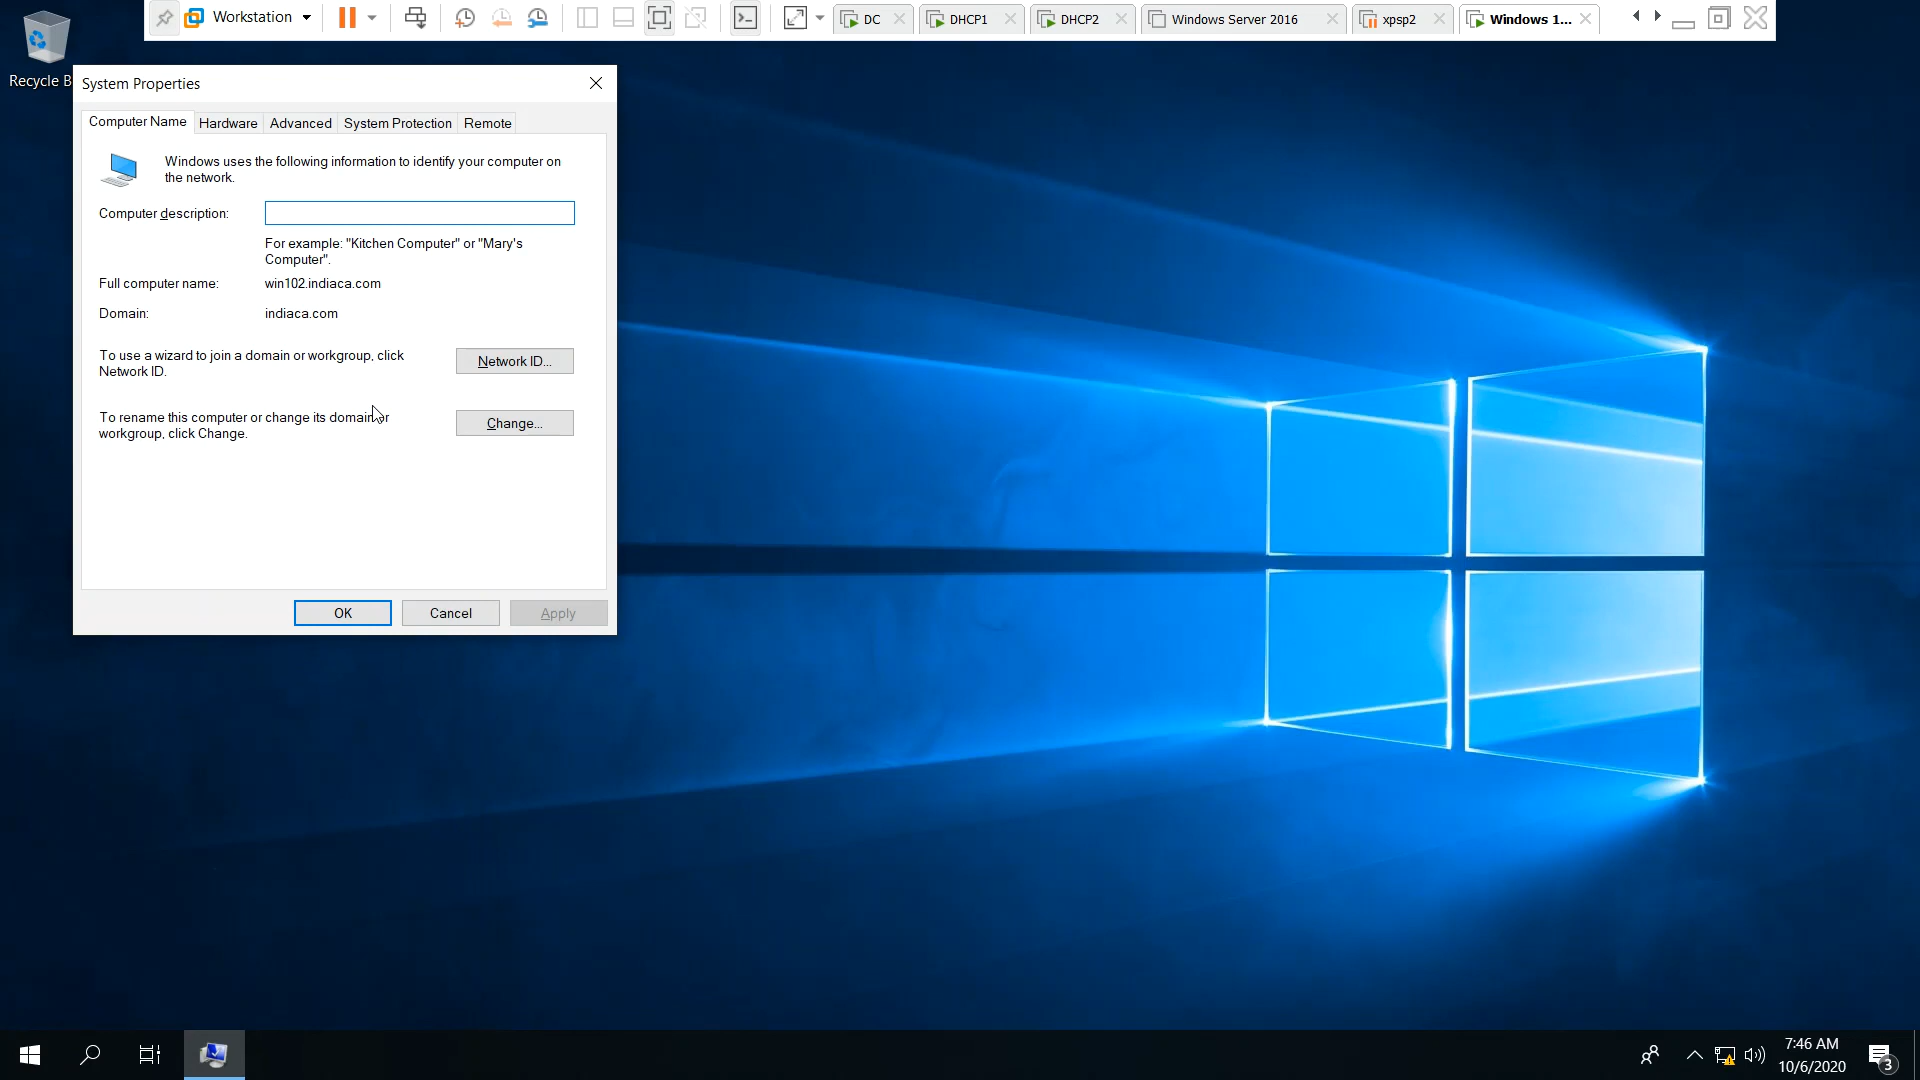 Workstation
DC
DHCP1
DHCP2
Windows Server 2016
xpsp2
Windows 1...
Recycle B
System Properties
Computer Name
Hardware
Advanced
System Protection
Remote
Windows uses the following information to identify your computer on
the network.
Computer description:
For example: "Kitchen Computer" or "Mary's
Computer".
Full computer name:
win102.indiaca.com
Domain:
indiaca.com
To use a wizard to join a domain or workgroup, click
Network ID.
Network ID...
To rename this computer or change its domain or
workgroup, click Change.
Change...
OK
Cancel
Apply
7:46 AM
10/6/2020
3